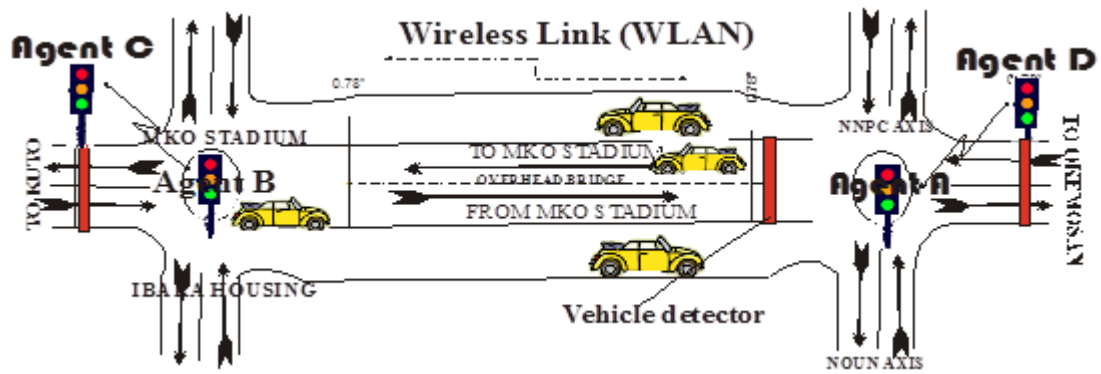 Wireless Link (WLAN)
Agent C
Agent D
0.78"
MKO STADIUM
NNPC AXIS
TO MKO STADIUM
OVERHEAD BRIDGE
FROM MKO STADIUM
Agent B
Agent A
TO KUTO
TO OKEMOSAN
IBARA HOUSING
Vehicle detector
NOUN AXIS